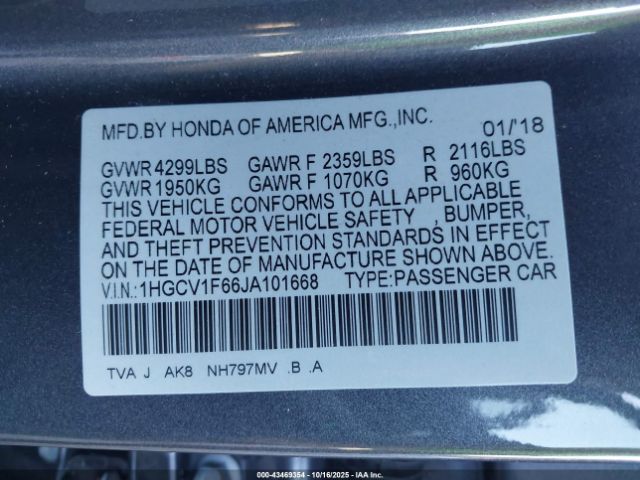 MFD.BY HONDA OF AMERICA MFG.,INC. 01/'18
GVWR 4299LBS GAWR F 2359LBS R 2116LBS
GVWR 1950KG GAWR F 1070KG R 960KG
THIS VEHICLE CONFORMS TO ALL APPLICABLE
FEDERAL MOTOR VEHICLE SAFETY , BUMPER,
AND THEFT PREVENTION STANDARDS IN EFFECT
ON THE DATE OF MANUFACTURE SHOWN ABOVE.
V.I.N.:1HGCV1F66JA101668 TYPE:PASSENGER CAR
TVA J AK8 NH797MV .B .A
© - 43469354 | 10/16/2025 - IAA Inc.